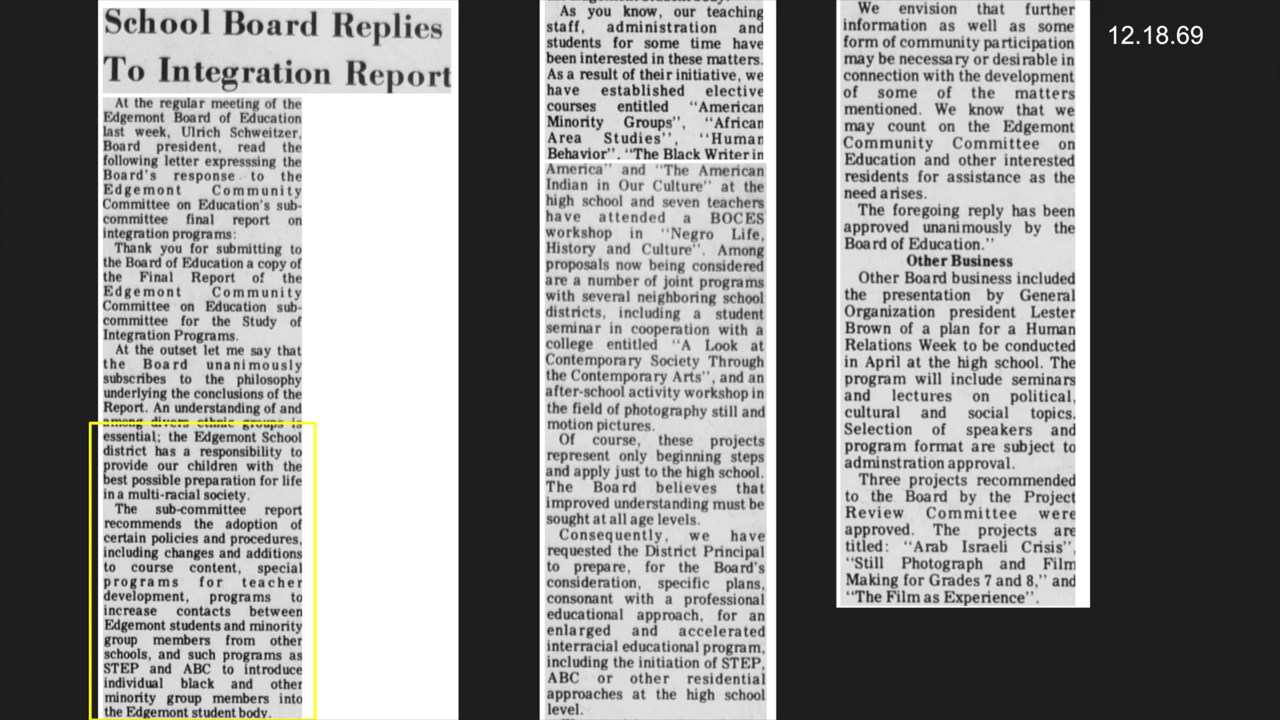 School Board Replies
To Integration Report
At the regular meeting of the
Edgemont Board of Education
last week, Ulrich Schweitzer,
Board president, read the
following letter expresssing the
Board's response to the
Edgemont Community
Committee on Education's sub-
committee final report on
integration programs:
Thank you for submitting to
the Board of Education a copy of
the Final Report of the
Edgemont Community
Committee on Education sub-
committee for the Study of
Integration Programs.
At the outset let me say that
the Board unanimously
subscribes to the philosophy
underlying the conclusions of the
Report. An understanding of and
among divers ethnic groups is
essential; the Edgemont School
district has a responsibility to
provide our children with the
best possible preparation for life
in a multi-racial society.
The sub-committee report
recommends the adoption of
certain policies and procedures,
including changes and additions
to course content, special
programs for teacher
development, programs to
increase contacts between
Edgemont students and minority
group members from other
schools, and such programs as
STEP and ABC to introduce
individual black and other
minority group members into
the Edgemont student body.
As you know, our teaching
staff, administration and
students for some time have
been interested in these matters.
As a result of their initiative, we
have established elective
courses entitled "American
Minority Groups", "African
Area Studies", "Human
Behavior", "The Black Writer in
America" and "The American
Indian in Our Culture" at the
high school and seven teachers
have attended a BOCES
workshop in "Negro Life,
History and Culture". Among
proposals now being considered
are a number of joint programs
with several neighboring school
districts, including a student
seminar in cooperation with a
college entitled "A Look at
Contemporary Society Through
the Contemporary Arts", and an
after-school activity workshop in
the field of photography still and
motion pictures.
Of course, these projects
represent only beginning steps
and apply just to the high school.
The Board believes that
improved understanding must be
sought at all age levels.
Consequently, we have
requested the District Principal
to prepare, for the Board's
consideration, specific plans,
consonant with a professional
educational approach, for an
enlarged and accelerated
interracial educational program,
including the initiation of STEP,
ABC or other residential
approaches at the high school
level.
We envision that further
information as well as some
form of community participation
may be necessary or desirable in
connection with the development
of some of the matters
mentioned. We know that we
may count on the Edgemont
Community Committee on
Education and other interested
residents for assistance as the
need arises.
The foregoing reply has been
approved unanimously by the
Board of Education."
Other Business
Other Board business included
the presentation by General
Organization president Lester
Brown of a plan for a Human
Relations Week to be conducted
in April at the high school. The
program will include seminars
and lectures on political,
cultural and social topics.
Selection of speakers and
program format are subject to
adminstration approval.
Three projects recommended
to the Board by the Project
Review Committee were
approved. The projects are
titled: "Arab Israeli Crisis",
"Still Photograph and Film
Making for Grades 7 and 8," and
"The Film as Experience".
12.18.69